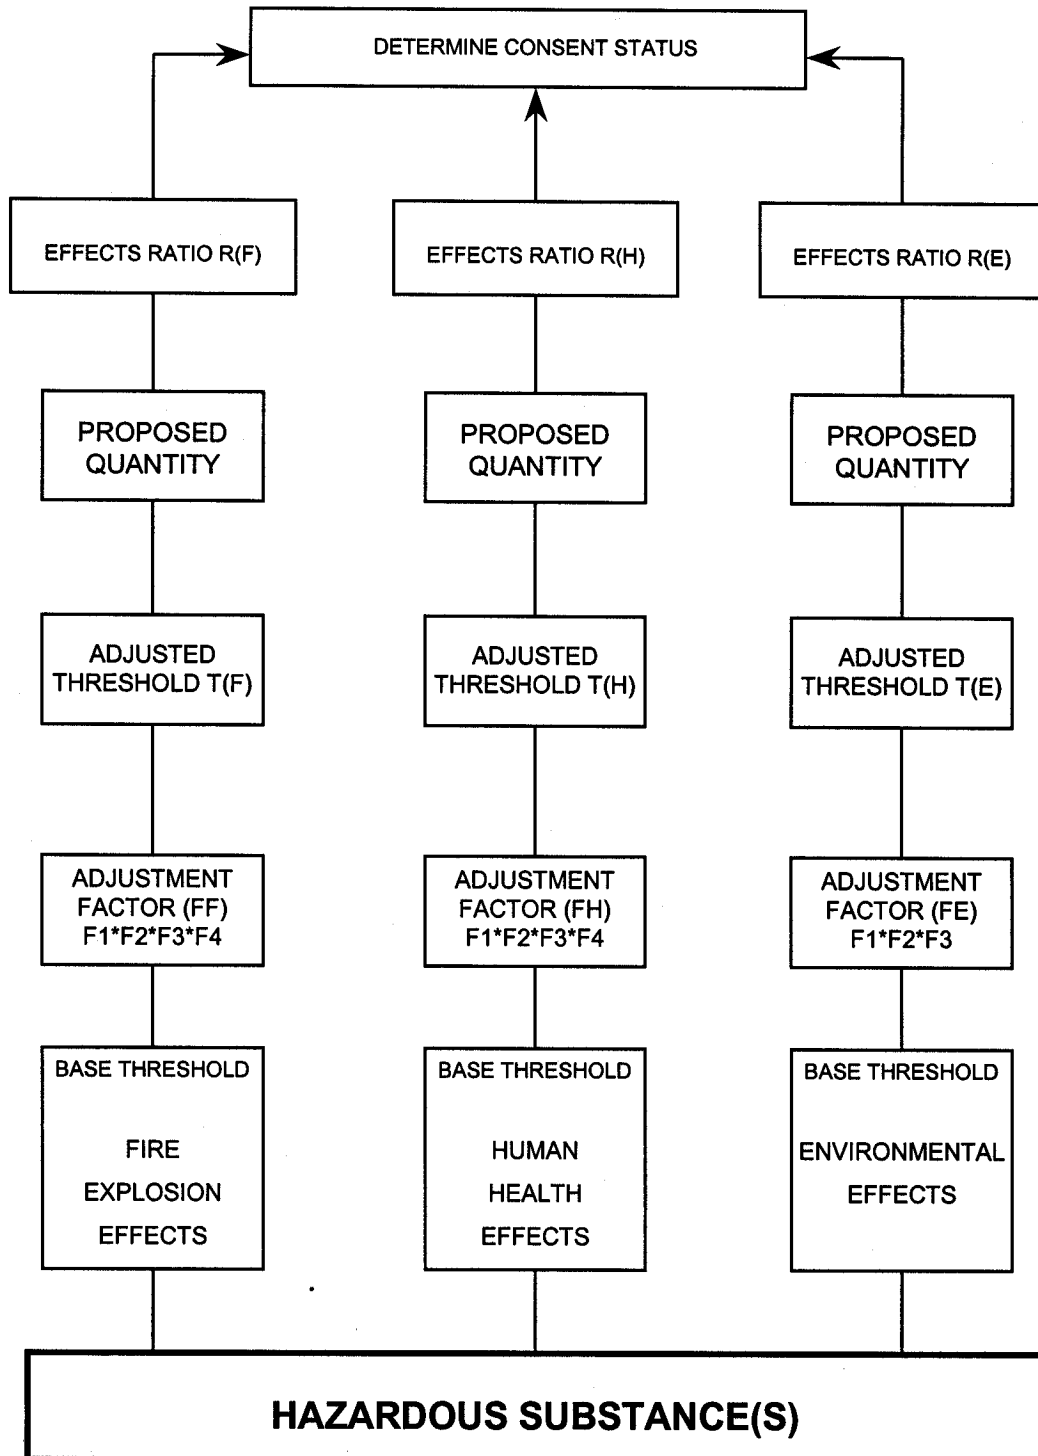 DETERMINE CONSENT STATUS
EFFECTS RATIO R(F)
EFFECTS RATIO R(H)
EFFECTS RATIO R(E)
PROPOSED
QUANTITY
PROPOSED
QUANTITY
PROPOSED
QUANTITY
ADJUSTED
THRESHOLD T(F)
ADJUSTED
THRESHOLD T(H)
ADJUSTED
THRESHOLD T(E)
ADJUSTMENT
FACTOR (FF)
F1*F2*F3*F4
ADJUSTMENT
FACTOR (FH)
F1*F2*F3*F4
ADJUSTMENT
FACTOR (FE)
F1*F2*F3
BASE THRESHOLD
FIRE
EXPLOSION
EFFECTS
BASE THRESHOLD
HUMAN
HEALTH
EFFECTS
BASE THRESHOLD
ENVIRONMENTAL
EFFECTS
HAZARDOUS SUBSTANCE(S)